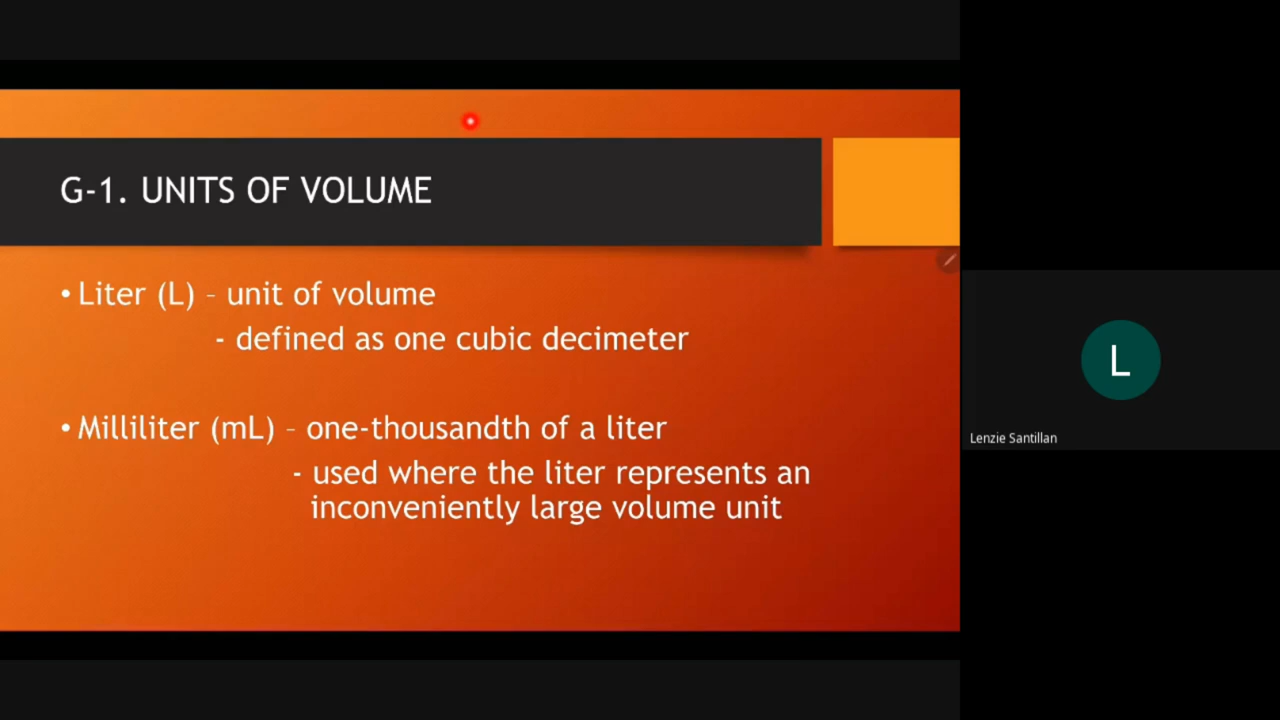 G-1. UNITS OF VOLUME
• Liter (L) – unit of volume
- defined as one cubic decimeter
• Milliliter (mL) – one-thousandth of a liter
- used where the liter represents an
inconveniently large volume unit
L
Lenzie Santillan